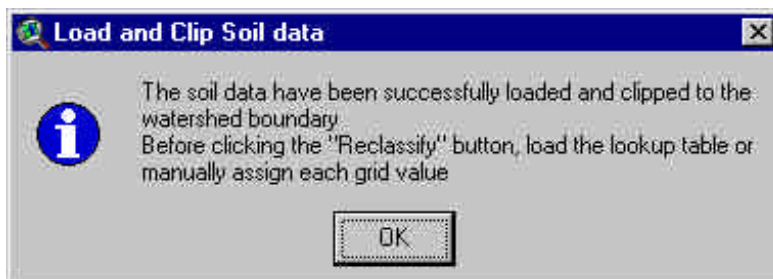 Load and Clip Soil data
The soil data have been successfully loaded and clipped to the
watershed boundary
Before clicking the "Reclassify" button, load the lookup table or
manually assign each grid value
OK